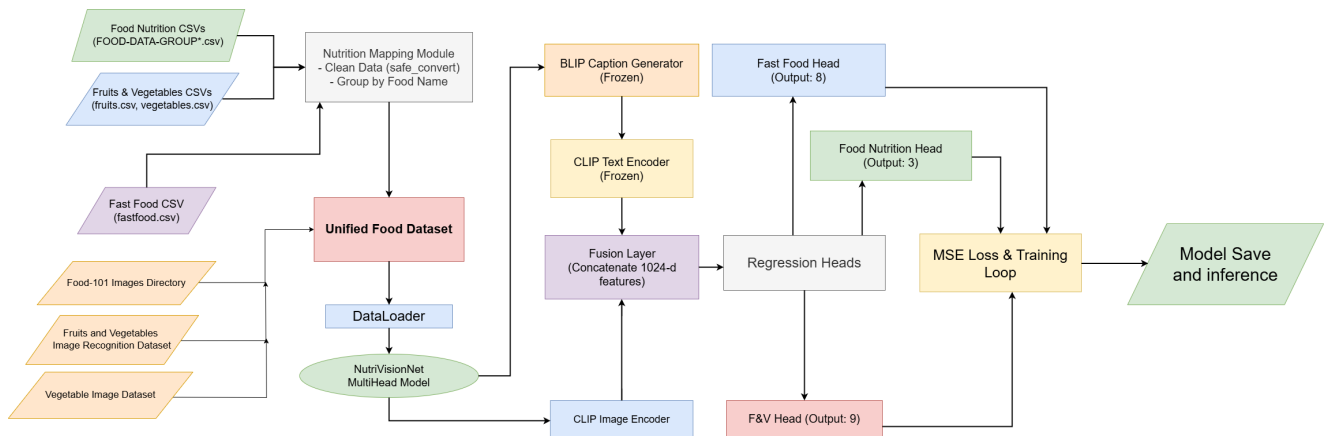 Food Nutrition CSVs
(FOOD-DATA-GROUP*.csv)
Fruits & Vegetables CSVs
(fruits.csv, vegetables.csv)
Fast Food CSV
(fastfood.csv)
Food-101 Images Directory
Fruits and Vegetables
Image Recognition Dataset
Vegetable Image Dataset
Nutrition Mapping Module
- Clean Data (safe_convert)
- Group by Food Name
Unified Food Dataset
DataLoader
NutriVisionNet
MultiHead Model
BLIP Caption Generator
(Frozen)
CLIP Text Encoder
(Frozen)
Fusion Layer
(Concatenate 1024-d
features)
CLIP Image Encoder
Fast Food Head
(Output: 8)
Food Nutrition Head
(Output: 3)
Regression Heads
F&V Head (Output: 9)
MSE Loss & Training
Loop
Model Save
and inference